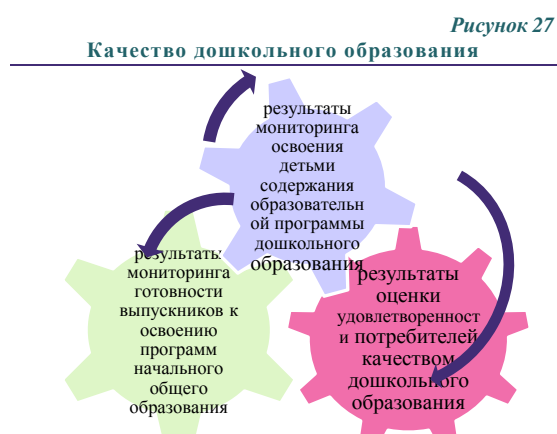 Рисунок 27
Качество дошкольного образования
результаты
мониторинга
освоения
детьми
содержания
образовательн
ой программы
дошкольного
образования
результаты
мониторинга
готовности
выпускников к
освоению
программ
начального
общего
образования
результаты
оценки
удовлетворенност
и потребителей
качеством
дошкольного
образования